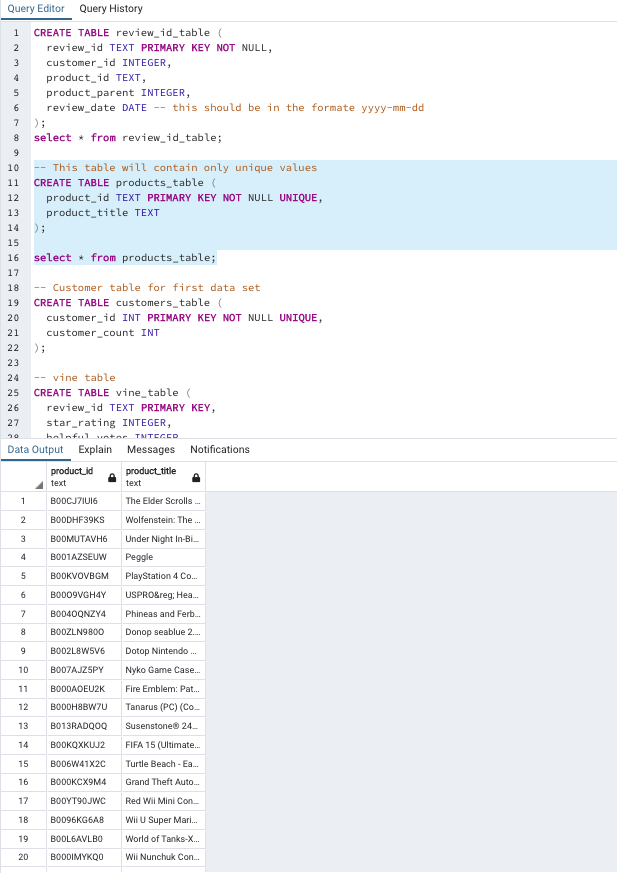 Query Editor Query History
1 CREATE TABLE review_id_table (
2 review_id TEXT PRIMARY KEY NOT NULL,
3 customer_id INTEGER,
4 product_id TEXT,
5 product_parent INTEGER,
6 review_date DATE -- this should be in the formate yyyy-mm-dd
7 );
8 select * from review_id_table;
9
10 -- This table will contain only unique values
11 CREATE TABLE products_table (
12 product_id TEXT PRIMARY KEY NOT NULL UNIQUE,
13 product_title TEXT
14 );
15
16 select * from products_table;
17
18 -- Customer table for first data set
19 CREATE TABLE customers_table (
20 customer_id INT PRIMARY KEY NOT NULL UNIQUE,
21 customer_count INT
22 );
23
24 -- vine table
25 CREATE TABLE vine_table (
26 review_id TEXT PRIMARY KEY,
27 star_rating INTEGER,
28 helpful_votes INTEGER
Data Output Explain Messages Notifications
product_id product_title
text text
1 B00CJ7IUI6 The Elder Scrolls ...
2 B00DHF39KS Wolfenstein: The ...
3 B00MUTAVH6 Under Night In-Bi...
4 B001AZSEUW Peggle
5 B00KVOVBGM PlayStation 4 Co...
6 B00O9VGH4Y USPRO&reg; Hea...
7 B004OQNZY4 Phineas and Ferb...
8 B00ZLN980O Donop seablue 2....
9 B002L8W5V6 Dotop Nintendo ...
10 B007AJZ5PY Nyko Game Case...
11 B000AOEU2K Fire Emblem: Pat...
12 B000H8BW7U Tanarus (PC) (Co...
13 B013RADQOQ Susenstone® 24...
14 B00KQXKUJ2 FIFA 15 (Ultimate...
15 B006W41X2C Turtle Beach - Ea...
16 B000KCX9M4 Grand Theft Auto...
17 B00YT90JWC Red Wii Mini Con...
18 B0096KG6A8 Wii U Super Mari...
19 B00L6AVLB0 World of Tanks-X...
20 B000IMYKQ0 Wii Nunchuk Con...